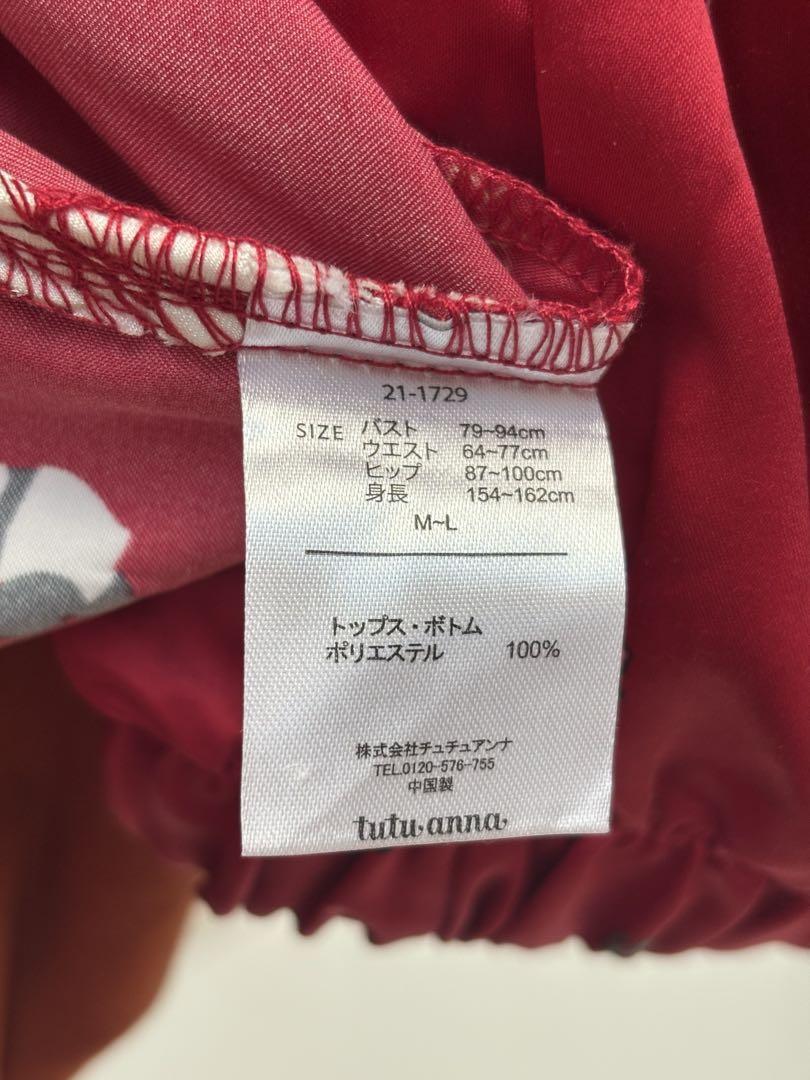 21-1729
SIZE バスト 79~94cm
ウエスト 64~77cm
ヒップ 87~100cm
身長 154~162cm
M~L
トップス・ボトム
ポリエステル 100%
株式会社チュチュアンナ
TEL.0120-576-755
中国製
tutu anna